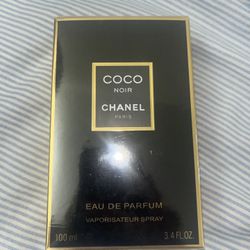 COCO
NOIR
CHANEL
PARIS
EAU DE PARFUM
VAPORISATEUR SPRAY
100 ml 3.4 FL.OZ.